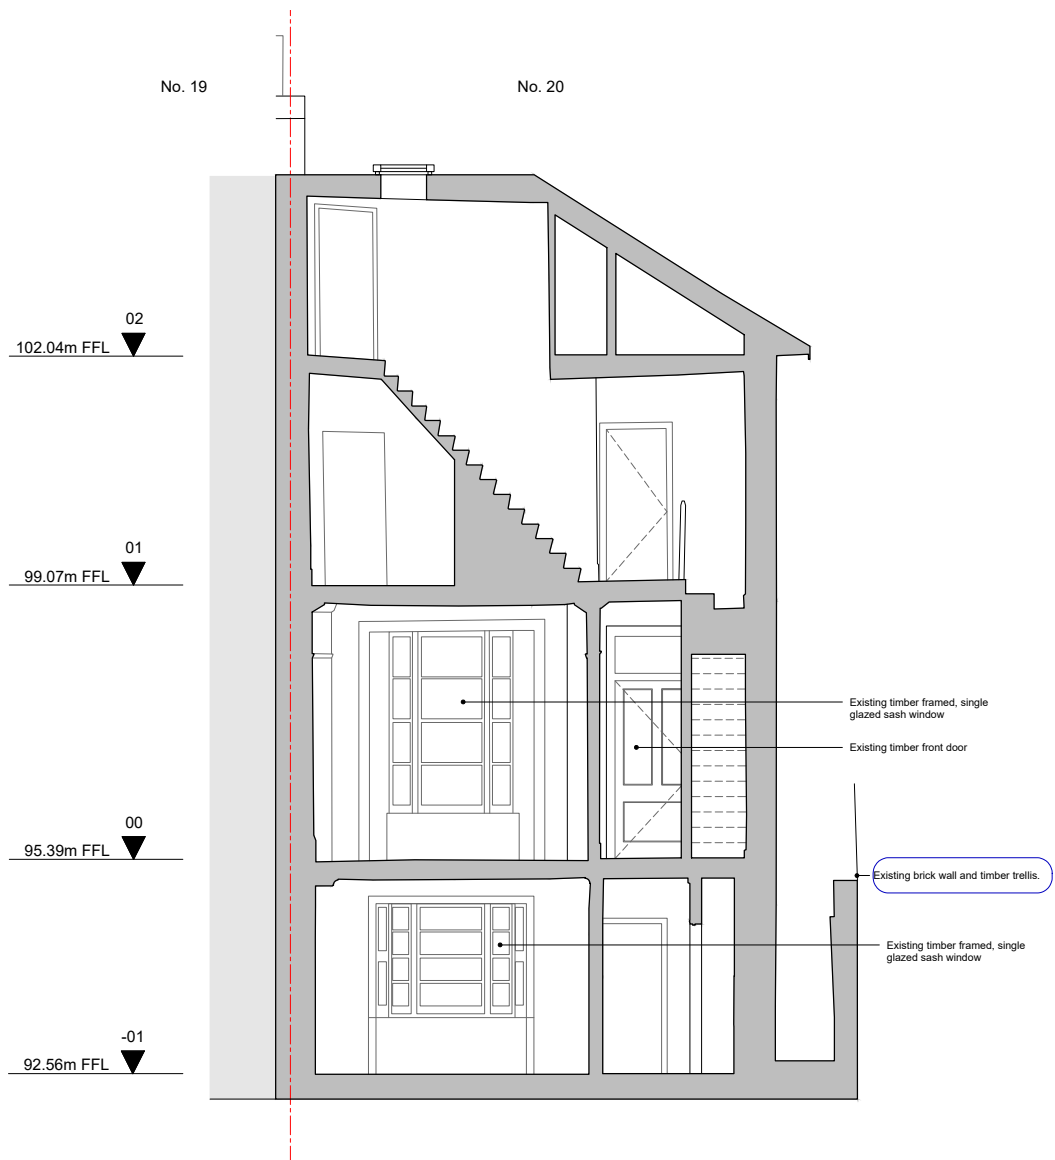 No. 19
No. 20
02
102.04m FFL
01
99.07m FFL
Existing timber framed, single
glazed sash window
Existing timber front door
00
95.39m FFL
Existing brick wall and timber trellis.
Existing timber framed, single
glazed sash window
-01
92.56m FFL